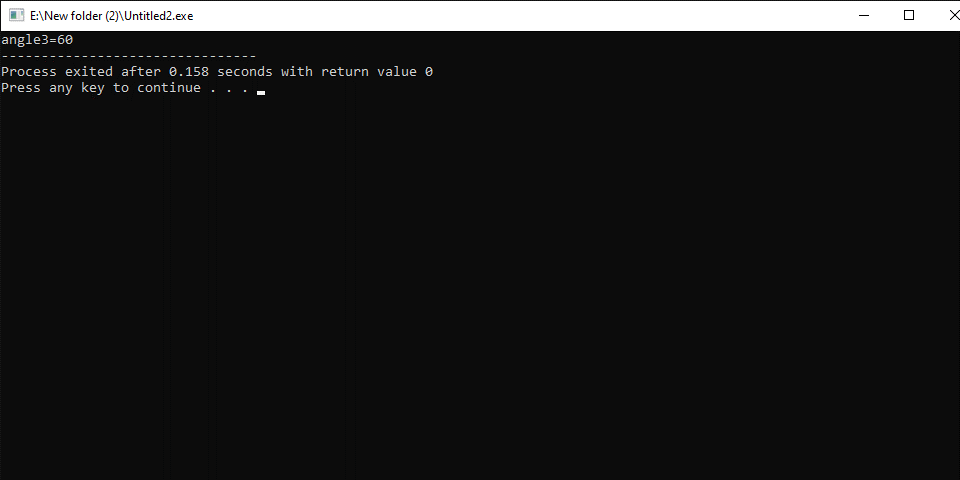 E:\New folder (2)\Untitled2.exe
angle3=60
--------------------------------
Process exited after 0.158 seconds with return value 0
Press any key to continue . . .